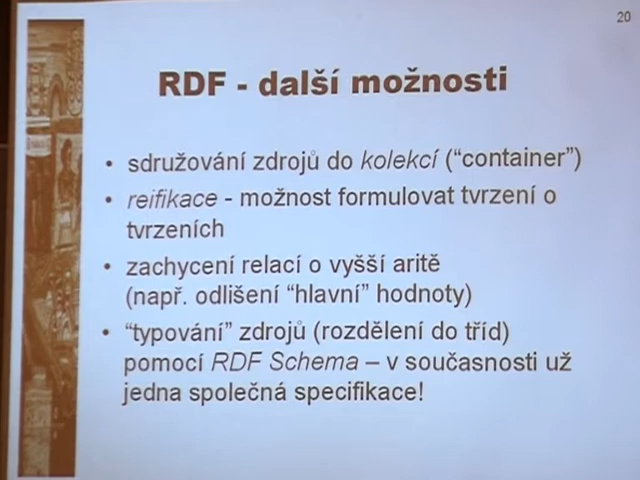 20
RDF - další možnosti
• sdružování zdrojů do kolekcí (“container”)
• reifikace - možnost formulovat tvrzení o
tvrzeních
• zachycení relací o vyšší aritě
(např. odlišení “hlavní” hodnoty)
• “typování” zdrojů (rozdělení do tříd)
pomocí RDF Schema – v současnosti už
jedna společná specifikace!